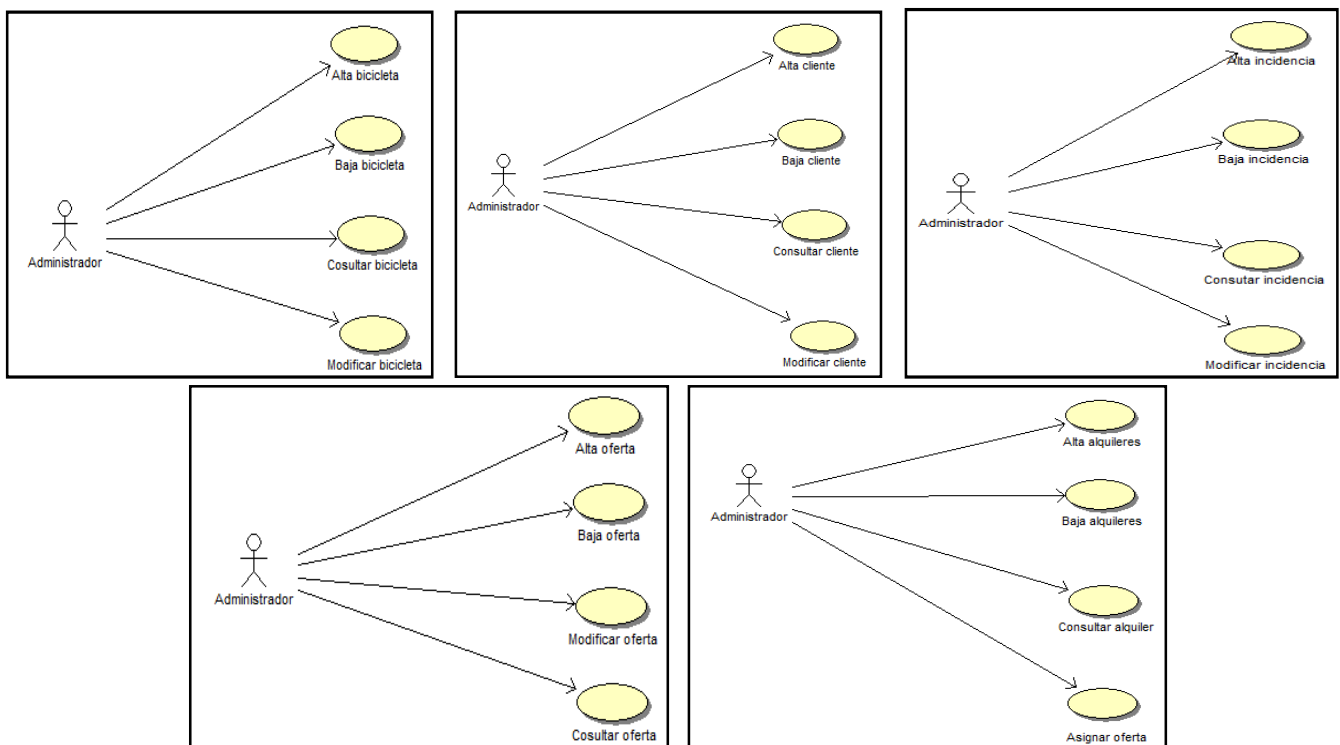 Alta bicicleta
Baja bicicleta
Administrador
Cosultar bicicleta
Modificar bicicleta
Alta cliente
Baja cliente
Administrador
Consultar cliente
Modificar cliente
Alta incidencia
Baja incidencia
Administrador
Consutar incidencia
Modificar incidencia
Alta oferta
Baja oferta
Administrador
Modificar oferta
Cosultar oferta
Alta alquileres
Administrador
Baja alquileres
Consultar alquiler
Asignar oferta